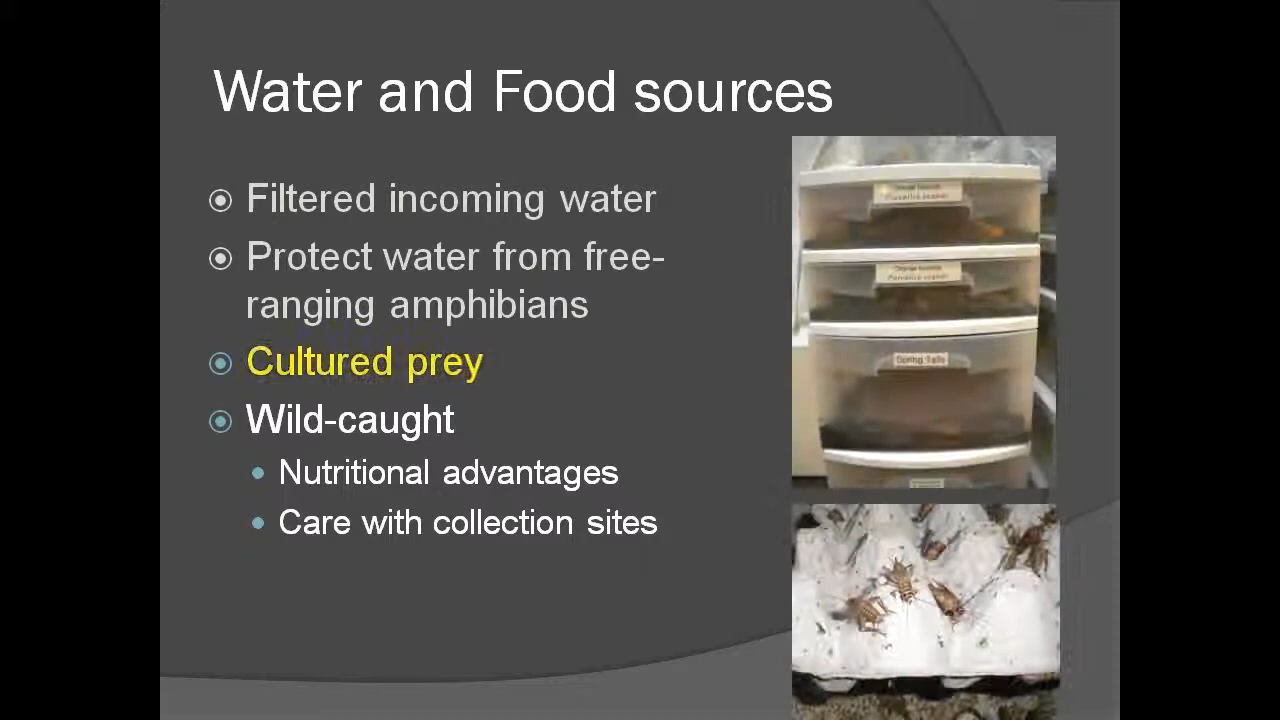 Water and Food sources
Filtered incoming water
Protect water from free-
ranging amphibians
Cultured prey
Wild-caught
Nutritional advantages
Care with collection sites
Spring Tails